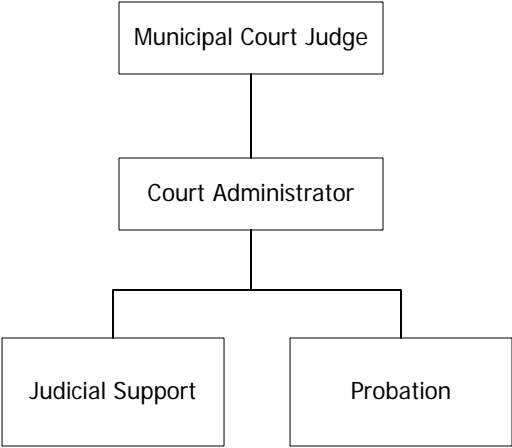 Municipal Court Judge
Court Administrator
Judicial Support
Probation